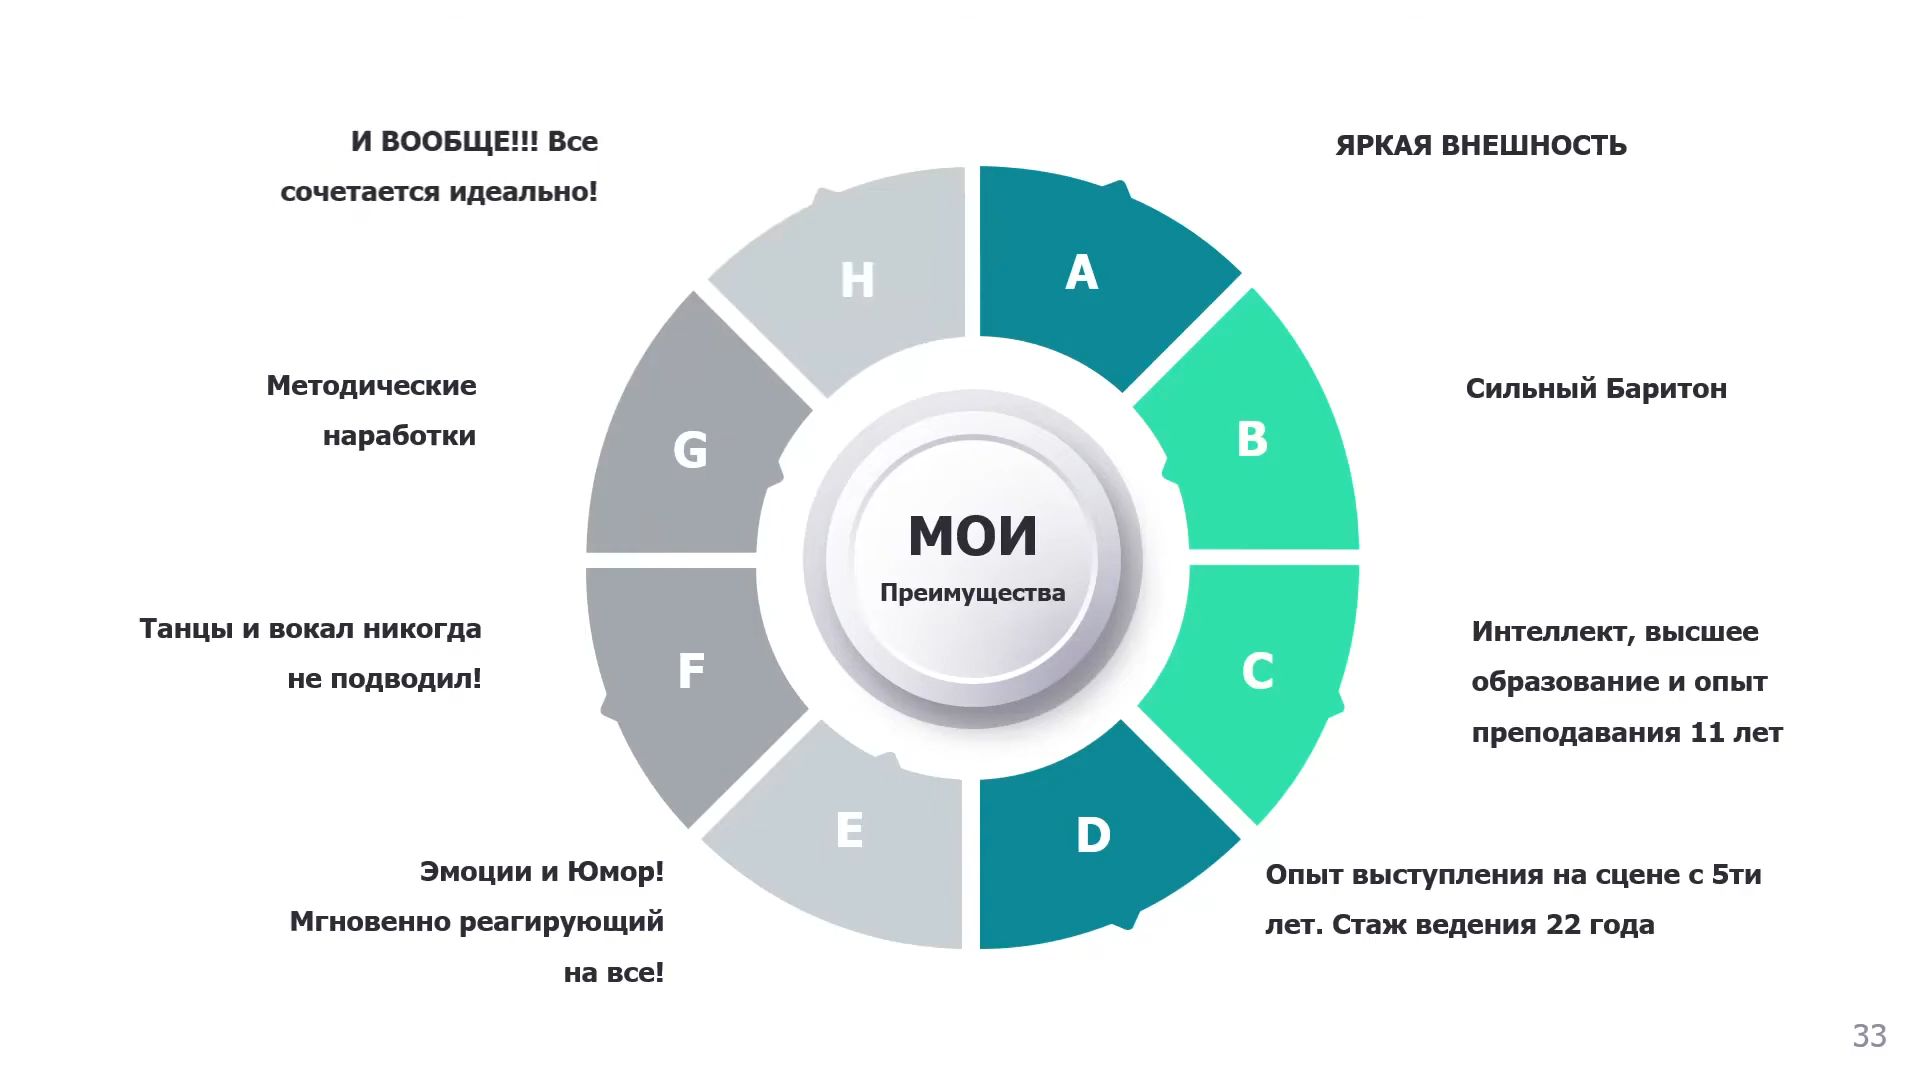 И ВООБЩЕ!!! Все
сочетается идеально!
ЯРКАЯ ВНЕШНОСТЬ
H
A
Методические
наработки
G
B
Сильный Баритон
МОИ
Преимущества
Танцы и вокал никогда
не подводил!
F
C
Интеллект, высшее
образование и опыт
преподавания 11 лет
E
D
Эмоции и Юмор!
Мгновенно реагирующий
на все!
Опыт выступления на сцене с 5ти
лет. Стаж ведения 22 года
33